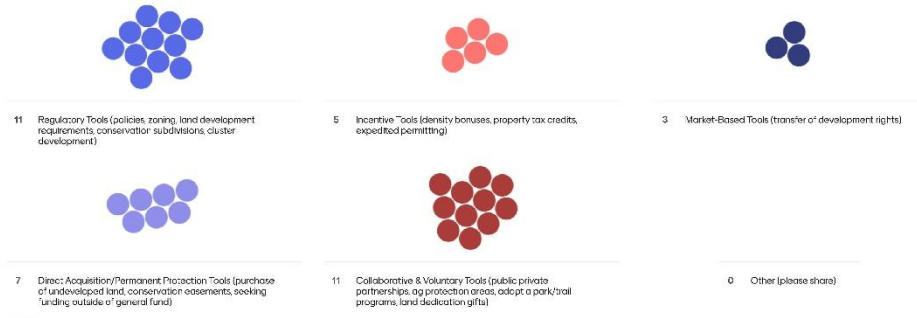 11 Regulatory Tools (policies, zoning, land development
requirements, conservation subdivisions, cluster
development)
5 Incentive Tools (density bonuses, property tax credits,
expedited permitting)
3 Market-Based Tools (transfer of development rights)
7 Direct Acquisition/Permanent Protection Tools (purchase
of undeveloped land, conservation easements, seeking
funding outside of general fund)
11 Collaborative & Voluntary Tools (public private
partnerships, ag protection areas, adopt a park/trail
programs, land dedication gifts)
0 Other (please share)